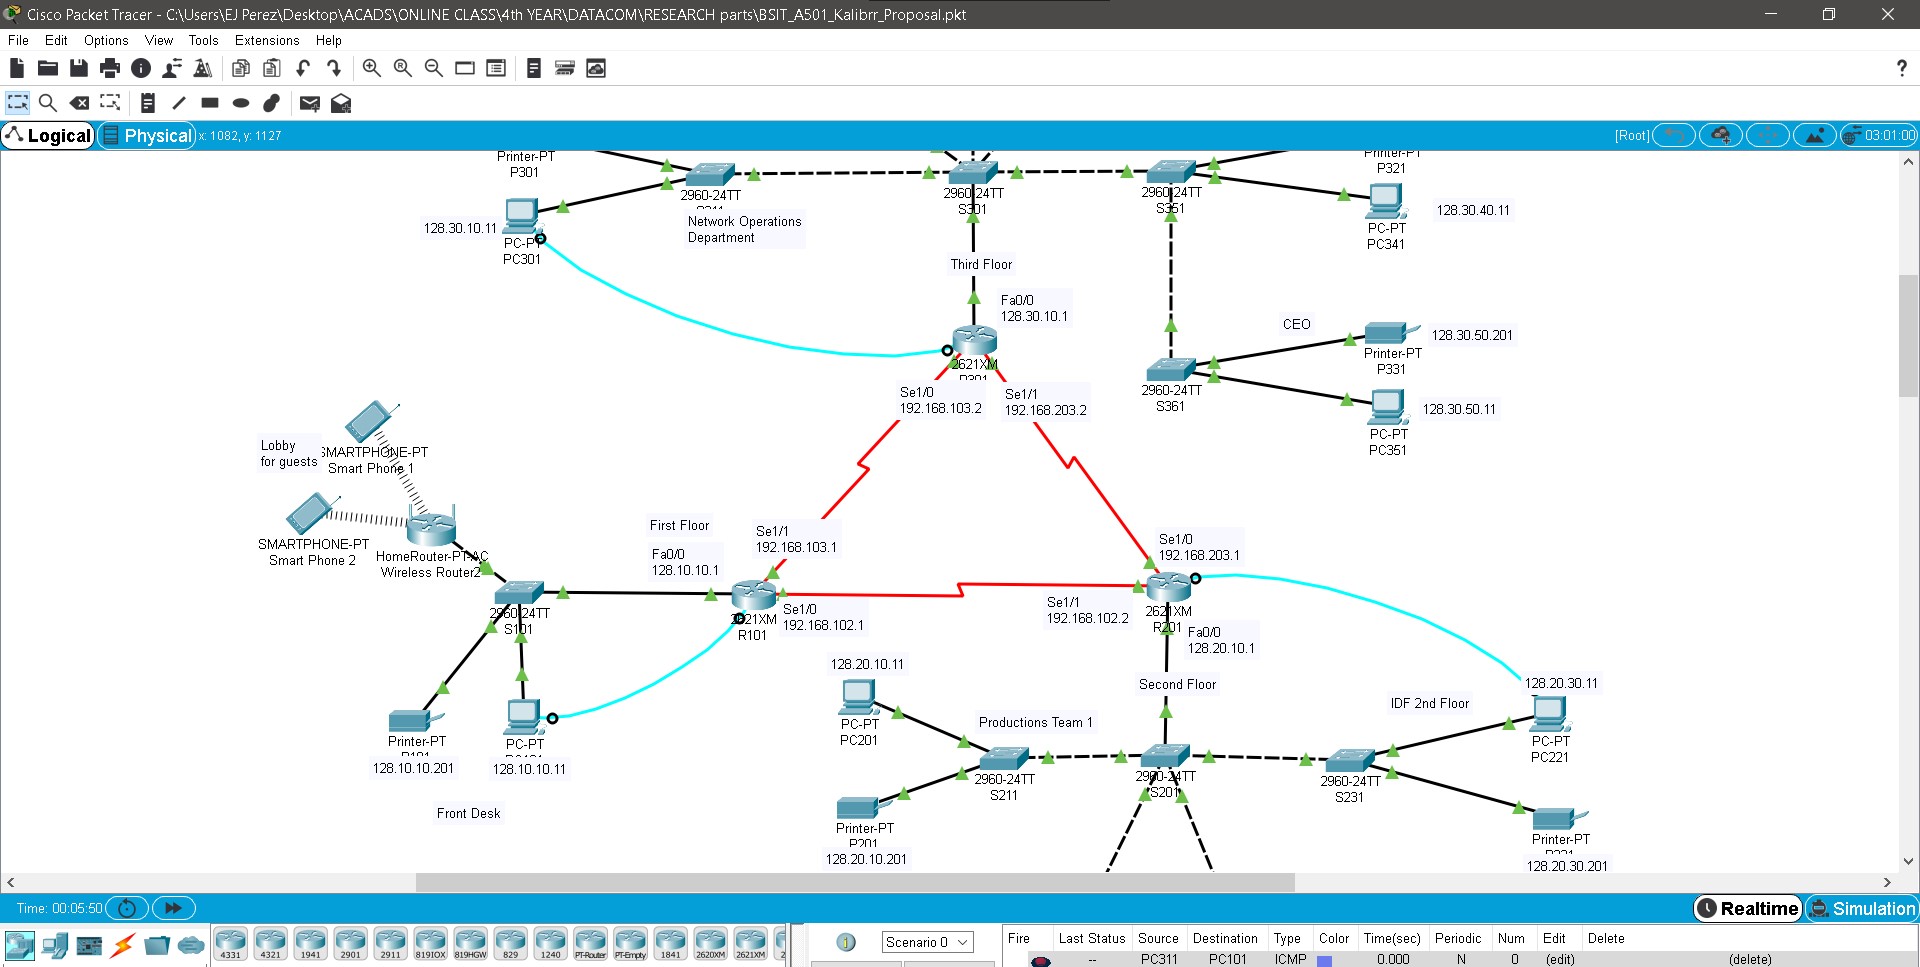 Cisco Packet Tracer - C:\Users\EJ Perez\Desktop\ACADS\ONLINE CLASS\4th YEAR\DATACOM\RESEARCH parts\BSIT_A501_Kalibrr_Proposal.pkt
File Edit Options View Tools Extensions Help
?
Logical Physical x: 1082, y: 1127 [Root] 03:01:00
Printer-PT
P301
2960-24TT
Network Operations
Department
128.30.10.11
PC-PT
PC301
2960-24TT
S301
Third Floor
Fa0/0
128.30.10.1
2621XM
Se1/0
192.168.103.2
Se1/1
192.168.203.2
2960-24TT
S351
Printer-PT
P321
128.30.40.11
PC-PT
PC341
CEO
128.30.50.201
Printer-PT
P331
2960-24TT
S361
128.30.50.11
PC-PT
PC351
Lobby
for guests
SMARTPHONE-PT
Smart Phone 1
SMARTPHONE-PT
Smart Phone 2
HomeRouter-PT-AC
Wireless Router2
First Floor
Fa0/0
128.10.10.1
Se1/1
192.168.103.1
2960-24TT
S101
2621XM
R101
Se1/0
192.168.102.1
Se1/0
192.168.203.1
Se1/1
192.168.102.2
2621XM
R201
Fa0/0
128.20.10.1
Printer-PT
128.10.10.201
PC-PT
128.10.10.11
Front Desk
128.20.10.11
PC-PT
PC201
Productions Team 1
Second Floor
2960-24TT
S211
Printer-PT
P201
128.20.10.201
2960-24TT
S201
IDF 2nd Floor
128.20.30.11
PC-PT
PC221
2960-24TT
S231
Printer-PT
128.20.30.201
Time: 00:05:50 Realtime Simulation
4331 4321 1941 2901 2911 819IOX 819HGW 829 1240 PT-Router PT-Empty 1841 2620XM 2621XM
1 Scenario 0
Fire Last Status Source Destination Type Color Time(sec) Periodic Num Edit Delete
-- PC311 PC101 ICMP 0.000 N 0 (edit) (delete)